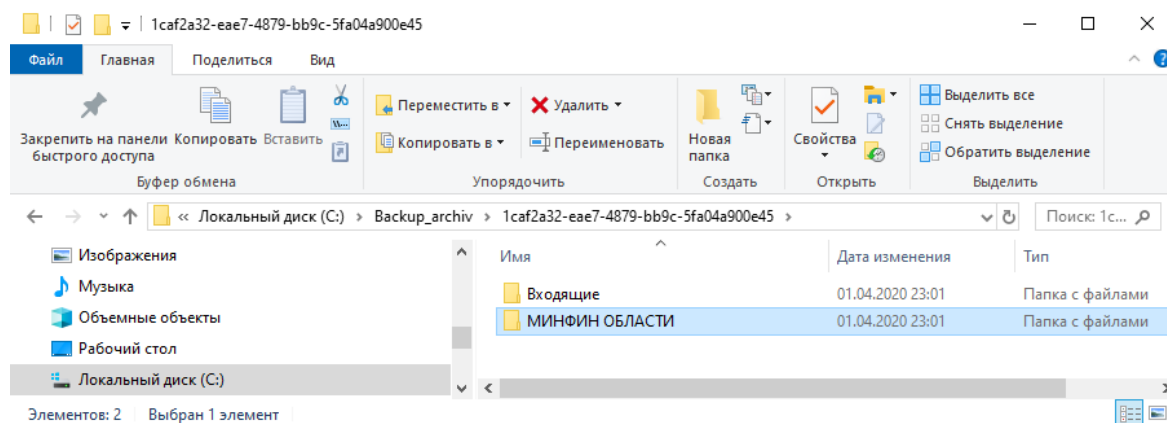 1caf2a32-eae7-4879-bb9c-5fa04a900e45
Файл Главная Поделиться Вид
Закрепить на панели быстрого доступа
Копировать
Вставить
Переместить в
Копировать в
Удалить
Переименовать
Новая папка
Свойства
Выделить все
Снять выделение
Обратить выделение
Буфер обмена Упорядочить Создать Открыть Выделить
« Локальный диск (C:) › Backup_archiv › 1caf2a32-eae7-4879-bb9c-5fa04a900e45 › Поиск: 1c...
Изображения
Музыка
Объемные объекты
Рабочий стол
Локальный диск (C:)
Имя Дата изменения Тип
Входящие 01.04.2020 23:01 Папка с файлами
МИНФИН ОБЛАСТИ 01.04.2020 23:01 Папка с файлами
Элементов: 2 Выбран 1 элемент